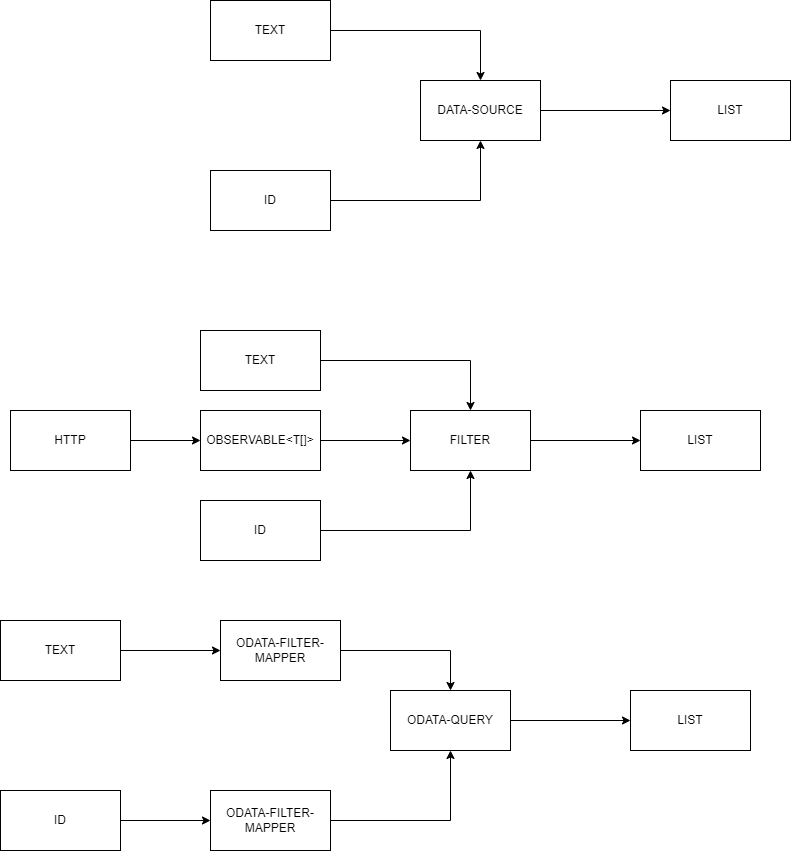 TEXT
DATA-SOURCE
LIST
ID
TEXT
HTTP
OBSERVABLE<T[]>
FILTER
LIST
ID
TEXT
ODATA-FILTER-
MAPPER
ODATA-QUERY
LIST
ID
ODATA-FILTER-
MAPPER